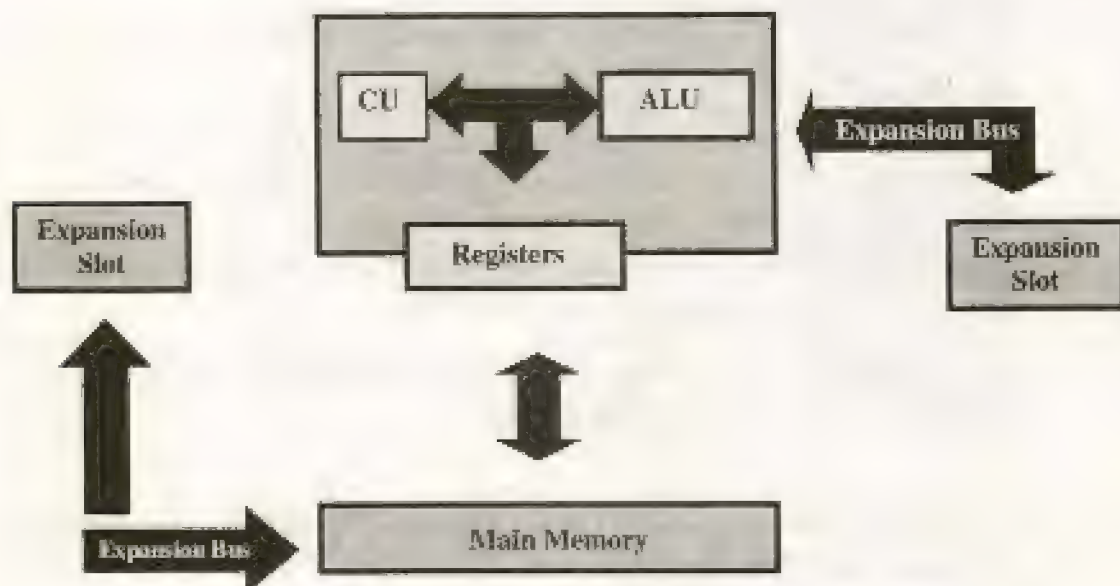 CU
ALU
Expansion Bus
Expansion
Slot
Registers
Expansion
Slot
Expansion Bus
Main Memory